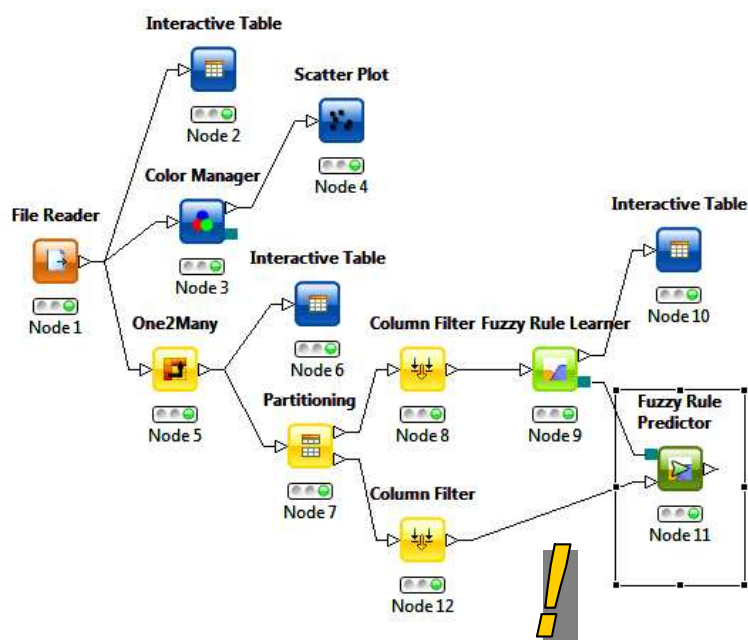 Interactive Table
Node 2
Scatter Plot
Node 4
Color Manager
Node 3
File Reader
Node 1
Interactive Table
Node 6
One2Many
Node 5
Partitioning
Node 7
Column Filter
Node 8
Fuzzy Rule Learner
Node 9
Interactive Table
Node 10
Fuzzy Rule
Predictor
Node 11
Column Filter
Node 12
!